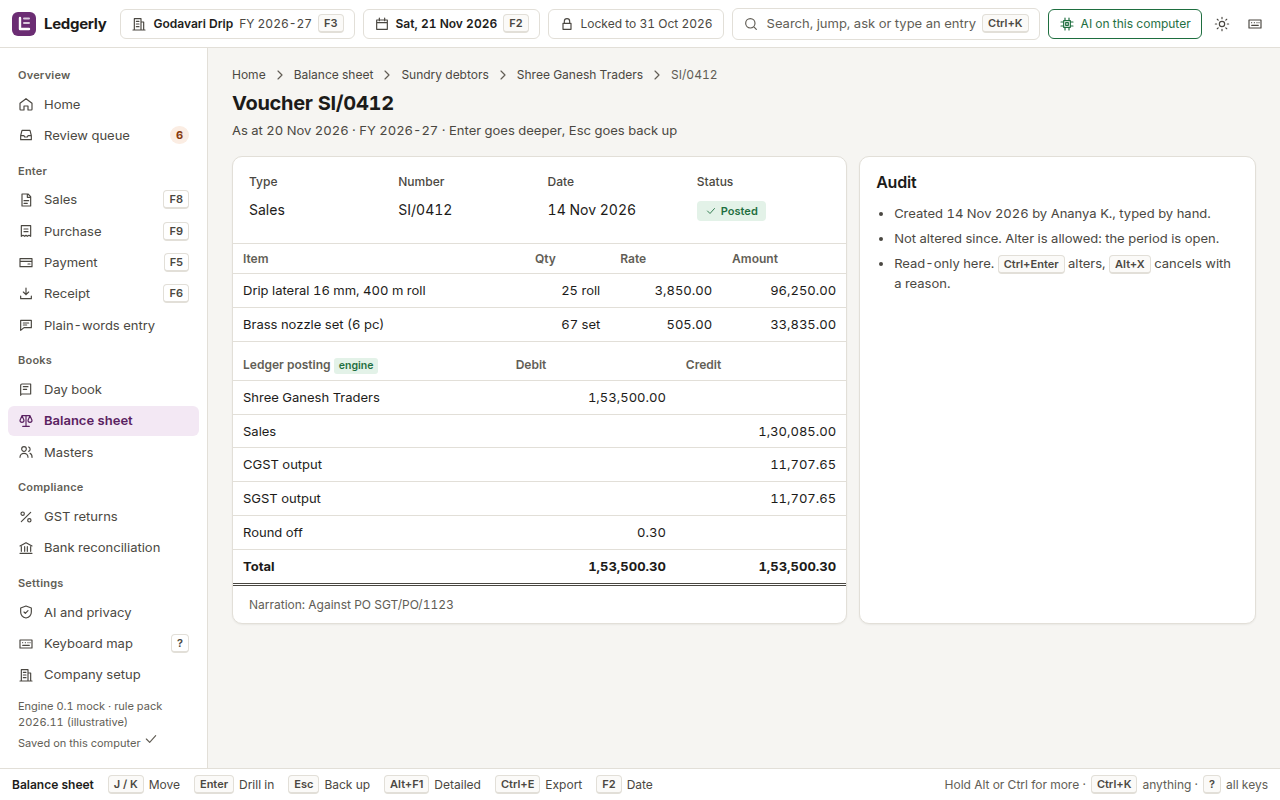 Ledgerly
Godavari Drip FY 2026-27 F3
Sat, 21 Nov 2026 F2
Locked to 31 Oct 2026
Search, jump, ask or type an entry Ctrl+K
AI on this computer
Overview
Home
Review queue 6
Enter
Sales F8
Purchase F9
Payment F5
Receipt F6
Plain-words entry
Books
Day book
Balance sheet
Masters
Compliance
GST returns
Bank reconciliation
Settings
AI and privacy
Keyboard map ?
Company setup
Engine 0.1 mock · rule pack
2026.11 (illustrative)
Saved on this computer
Home > Balance sheet > Sundry debtors > Shree Ganesh Traders > SI/0412
Voucher SI/0412
As at 20 Nov 2026 · FY 2026-27 · Enter goes deeper, Esc goes back up
Type Number Date Status
Sales SI/0412 14 Nov 2026 Posted
Item Qty Rate Amount
Drip lateral 16 mm, 400 m roll 25 roll 3,850.00 96,250.00
Brass nozzle set (6 pc) 67 set 505.00 33,835.00
Ledger posting engine Debit Credit
Shree Ganesh Traders 1,53,500.00
Sales 1,30,085.00
CGST output 11,707.65
SGST output 11,707.65
Round off 0.30
Total 1,53,500.30 1,53,500.30
Narration: Against PO SGT/PO/1123
Audit
• Created 14 Nov 2026 by Ananya K., typed by hand.
• Not altered since. Alter is allowed: the period is open.
• Read-only here. Ctrl+Enter alters, Alt+X cancels with
a reason.
Balance sheet J / K Move Enter Drill in Esc Back up Alt+F1 Detailed Ctrl+E Export F2 Date
Hold Alt or Ctrl for more · Ctrl+K anything · ? all keys